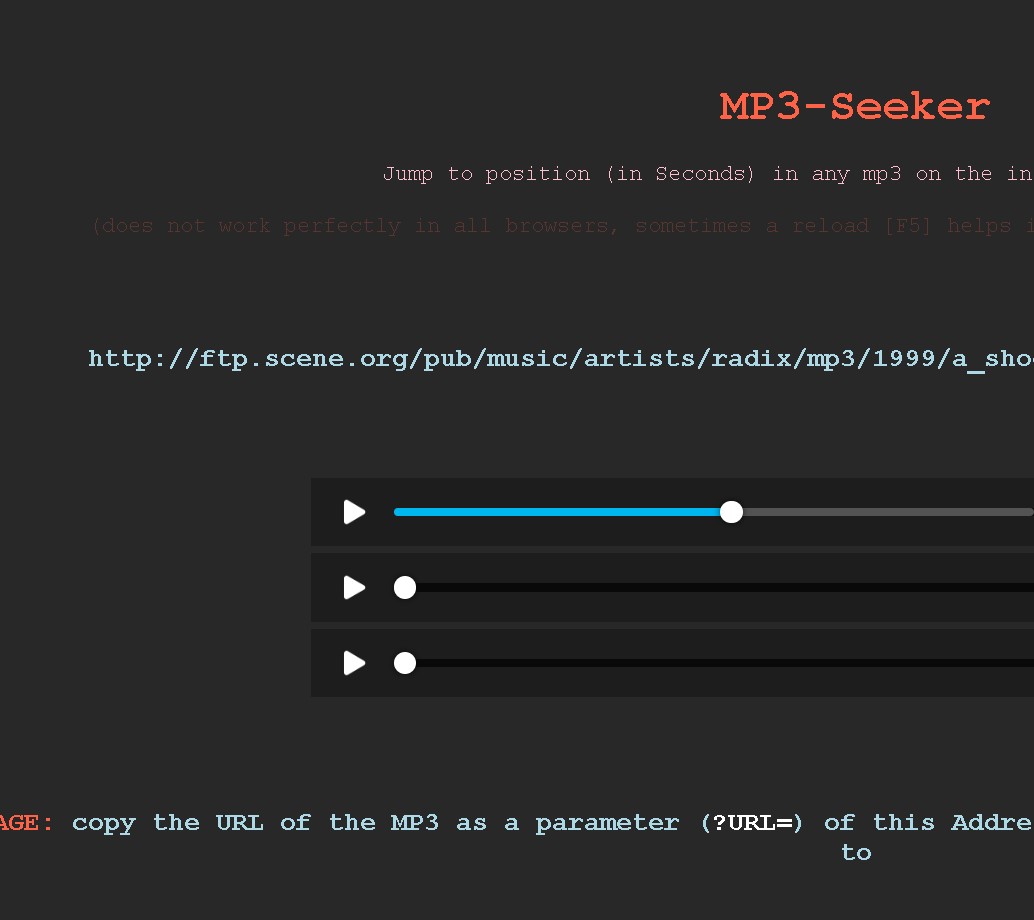 MP3-Seeker
Jump to position (in Seconds) in any mp3 on the in
(does not work perfectly in all browsers, sometimes a reload [F5] helps
http://ftp.scene.org/pub/music/artists/radix/mp3/1999/a_sho
AGE: copy the URL of the MP3 as a parameter (?URL=) of this Addre
to